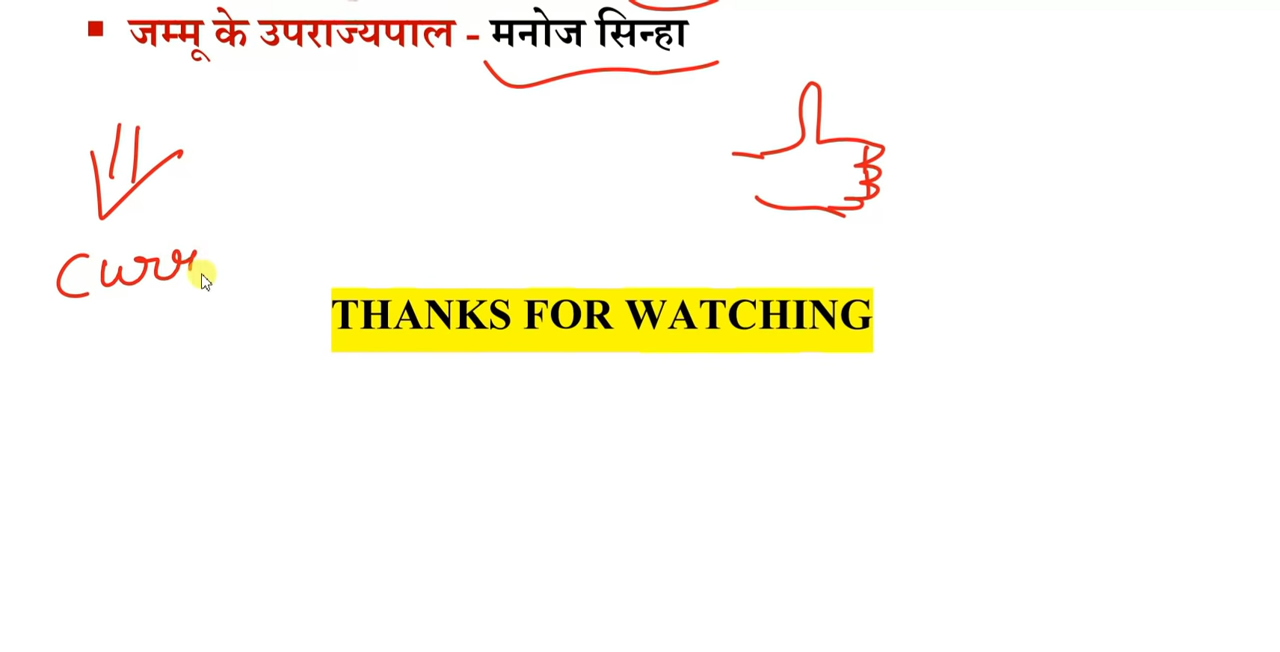 ▪ जम्मू के उपराज्यपाल - मनोज सिन्हा
Curr
THANKS FOR WATCHING